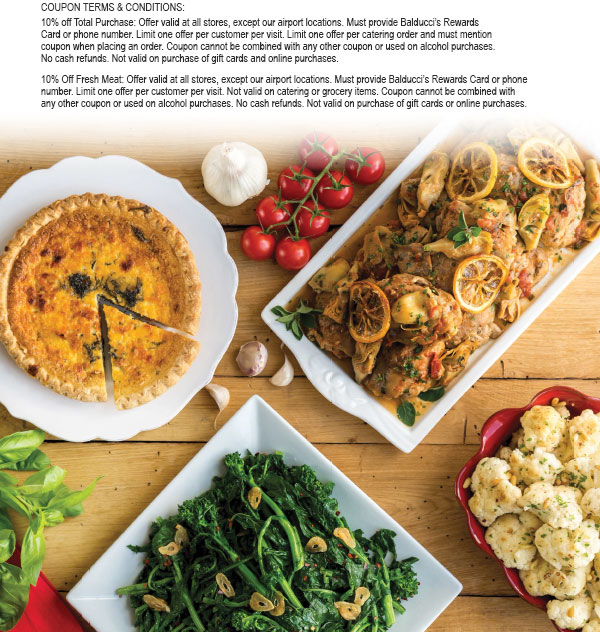 COUPON TERMS & CONDITIONS:
10% off Total Purchase: Offer valid at all stores, except our airport locations. Must provide Balducci's Rewards
Card or phone number. Limit one offer per customer per visit. Limit one offer per catering order and must mention
coupon when placing an order. Coupon cannot be combined with any other coupon or used on alcohol purchases.
No cash refunds. Not valid on purchase of gift cards and online purchases.
10% Off Fresh Meat: Offer valid at all stores, except our airport locations. Must provide Balducci's Rewards Card or phone
number. Limit one offer per customer per visit. Not valid on catering or grocery items. Coupon cannot be combined with
any other coupon or used on alcohol purchases. No cash refunds. Not valid on purchase of gift cards or online purchases.